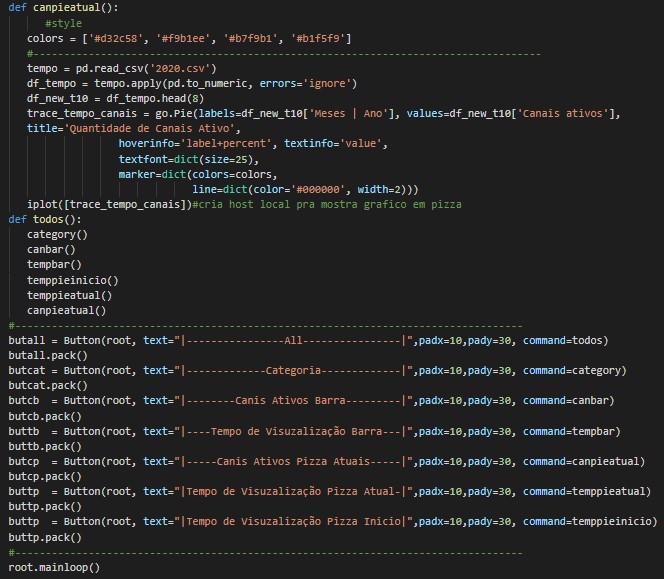 def canpieatual():
      #style
   colors = ['#d32c58', '#f9b1ee', '#b7f9b1', '#b1f5f9']
   #-----------------------------------------------------------------------------------
   tempo = pd.read_csv('2020.csv')
   df_tempo = tempo.apply(pd.to_numeric, errors='ignore')
   df_new_t10 = df_tempo.head(8)
   trace_tempo_canais = go.Pie(labels=df_new_t10['Meses | Ano'], values=df_new_t10['Canais ativos'],
   title='Quantidade de Canais Ativo',
                  hoverinfo='label+percent', textinfo='value',
                  textfont=dict(size=25),
                  marker=dict(colors=colors,
                              line=dict(color='#000000', width=2)))
   iplot([trace_tempo_canais])#cria host local pra mostra grafico em pizza
def todos():
   category()
   canbar()
   tempbar()
   temppieinicio()
   temppieatual()
   canpieatual()
#-----------------------------------------------------------------------------------
butall = Button(root, text="|----------------All----------------|",padx=10,pady=30, command=todos)
butall.pack()
butcat = Button(root, text="|-------------Categoria-------------|",padx=10,pady=30, command=category)
butcat.pack()
butcb  = Button(root, text="|--------Canis Ativos Barra---------|",padx=10,pady=30, command=canbar)
butcb.pack()
buttb  = Button(root, text="|----Tempo de Visuzalização Barra---|",padx=10,pady=30, command=tempbar)
buttb.pack()
butcp  = Button(root, text="|-----Canis Ativos Pizza Atuais-----|",padx=10,pady=30, command=canpieatual)
butcp.pack()
buttp  = Button(root, text="|Tempo de Visuzalização Pizza Atual-|",padx=10,pady=30, command=temppieatual)
buttp.pack()
buttp  = Button(root, text="|Tempo de Visuzalização Pizza Inicio|",padx=10,pady=30, command=temppieinicio)
buttp.pack()
#-----------------------------------------------------------------------------------
root.mainloop()